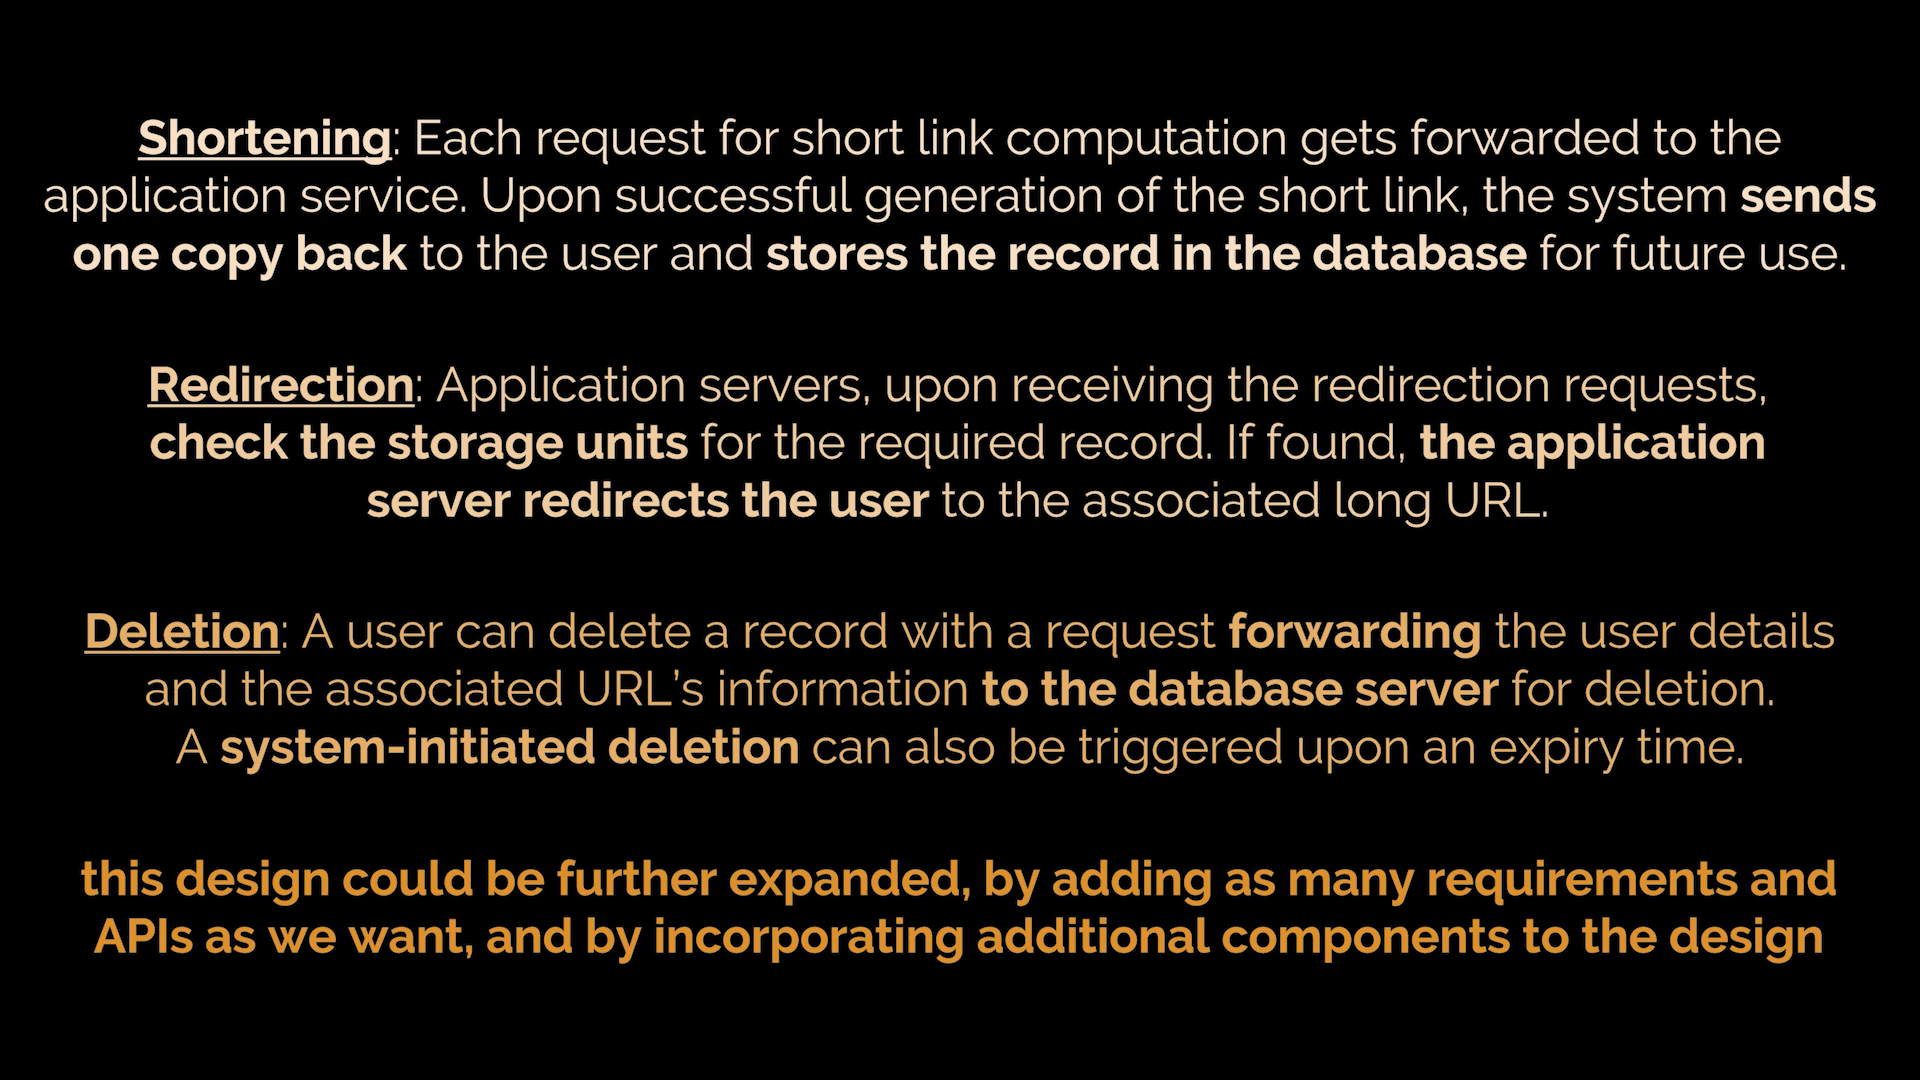 Shortening: Each request for short link computation gets forwarded to the
application service. Upon successful generation of the short link, the system sends
one copy back to the user and stores the record in the database for future use.
Redirection: Application servers, upon receiving the redirection requests,
check the storage units for the required record. If found, the application
server redirects the user to the associated long URL.
Deletion: A user can delete a record with a request forwarding the user details
and the associated URL’s information to the database server for deletion.
A system-initiated deletion can also be triggered upon an expiry time.
this design could be further expanded, by adding as many requirements and
APIs as we want, and by incorporating additional components to the design